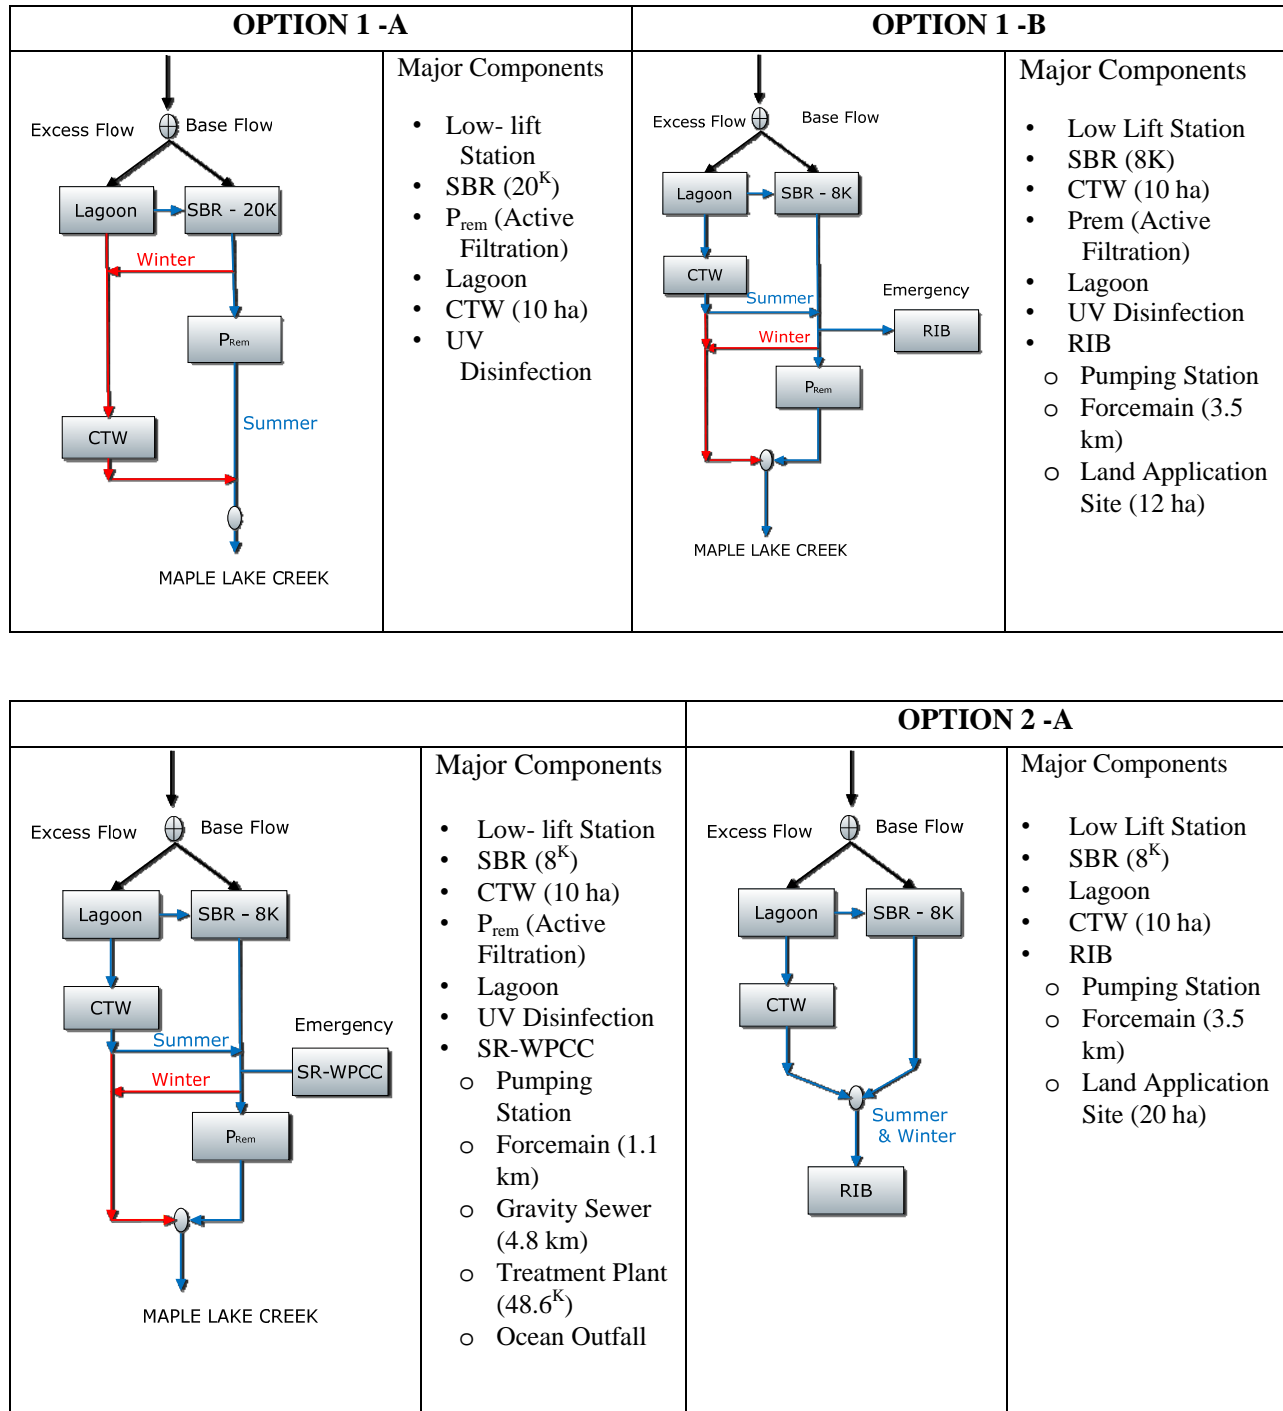 OPTION 1 -A
Excess Flow
Base Flow
Lagoon
SBR - 20K
Winter
PRem
Summer
CTW
MAPLE LAKE CREEK
Major Components
• Low- lift
Station
• SBR (20K)
• Prem (Active
Filtration)
• Lagoon
• CTW (10 ha)
• UV
Disinfection
OPTION 1 -B
Excess Flow
Base Flow
Lagoon
SBR - 8K
CTW
Summer
Emergency
RIB
Winter
PRem
MAPLE LAKE CREEK
Major Components
• Low Lift Station
• SBR (8K)
• CTW (10 ha)
• Prem (Active
Filtration)
• Lagoon
• UV Disinfection
• RIB
o Pumping Station
o Forcemain (3.5
km)
o Land Application
Site (12 ha)
Excess Flow
Base Flow
Lagoon
SBR - 8K
CTW
Emergency
Summer
SR-WPCC
Winter
PRem
MAPLE LAKE CREEK
Major Components
• Low- lift Station
• SBR (8K)
• CTW (10 ha)
• Prem (Active
Filtration)
• Lagoon
• UV Disinfection
• SR-WPCC
o Pumping
Station
o Forcemain (1.1
km)
o Gravity Sewer
(4.8 km)
o Treatment Plant
(48.6K)
o Ocean Outfall
OPTION 2 -A
Excess Flow
Base Flow
Lagoon
SBR - 8K
CTW
Summer
& Winter
RIB
Major Components
• Low Lift Station
• SBR (8K)
• Lagoon
• CTW (10 ha)
• RIB
o Pumping Station
o Forcemain (3.5
km)
o Land Application
Site (20 ha)